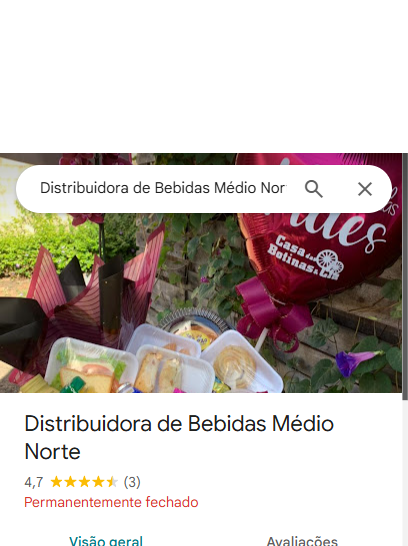 Distribuidora de Bebidas Médio Nor
des
Casa das
Botinas & Cia
Distribuidora de Bebidas Médio
Norte
4,7 (3)
Permanentemente fechado
Visão geral Avaliações